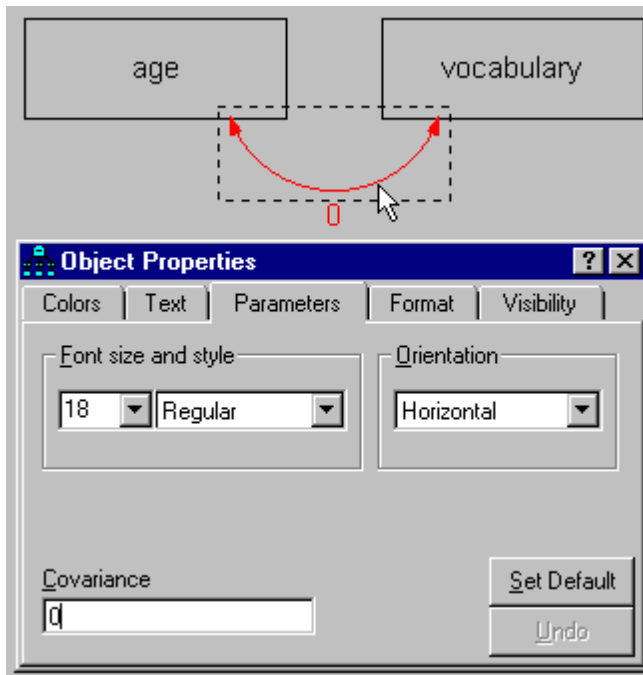 age vocabulary
0
Object Properties ? X
Colors Text Parameters Format Visibility
Font size and style Orientation
18 Regular Horizontal
Covariance Set Default
0
Undo